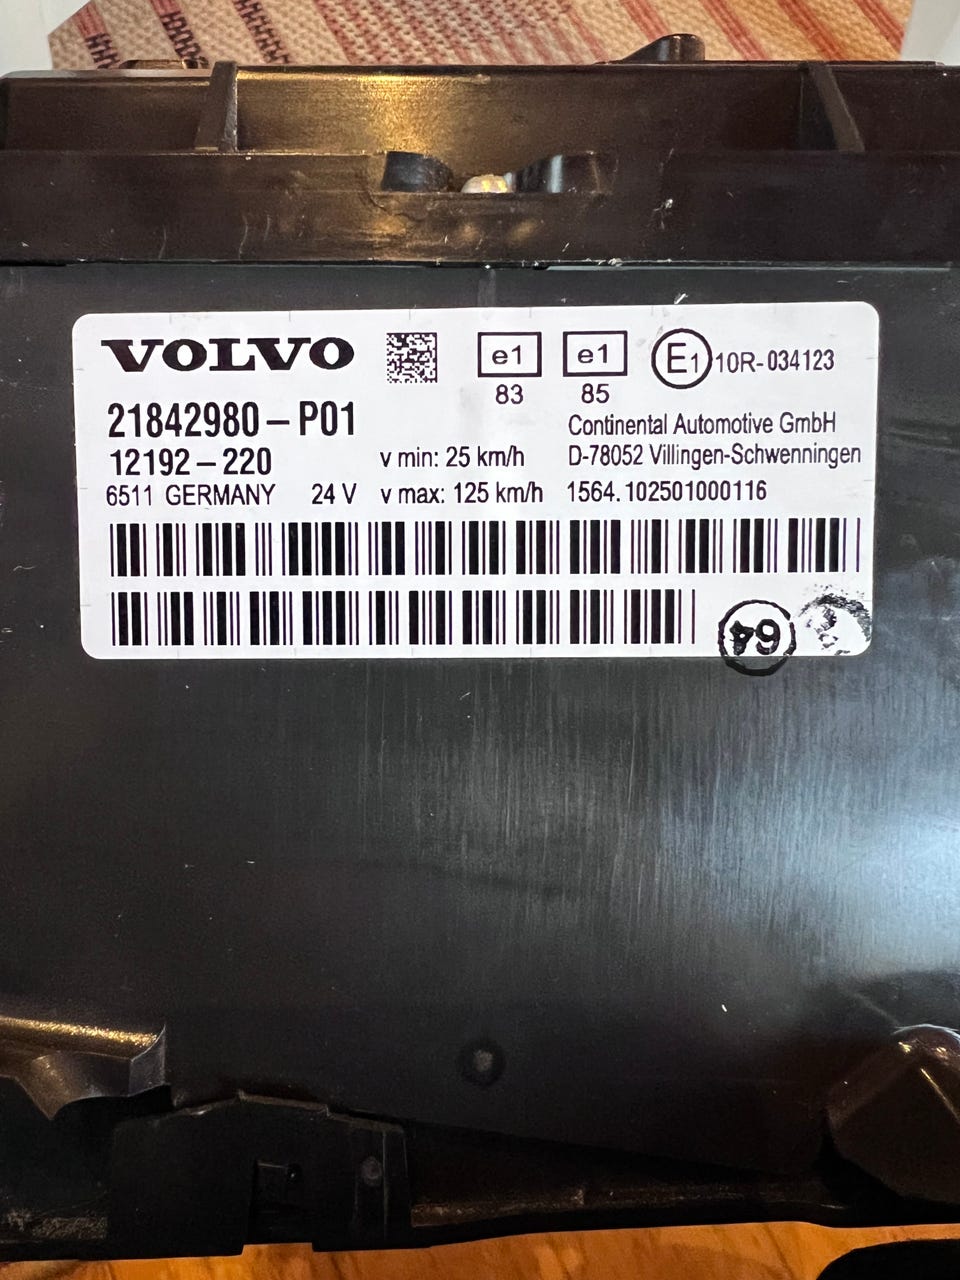 VOLVO e1 e1 E1 10R-034123
83 85
21842980-P01 Continental Automotive GmbH
12192-220 v min: 25 km/h D-78052 Villingen-Schwenningen
6511 GERMANY 24 V v max: 125 km/h 1564.102501000116
64